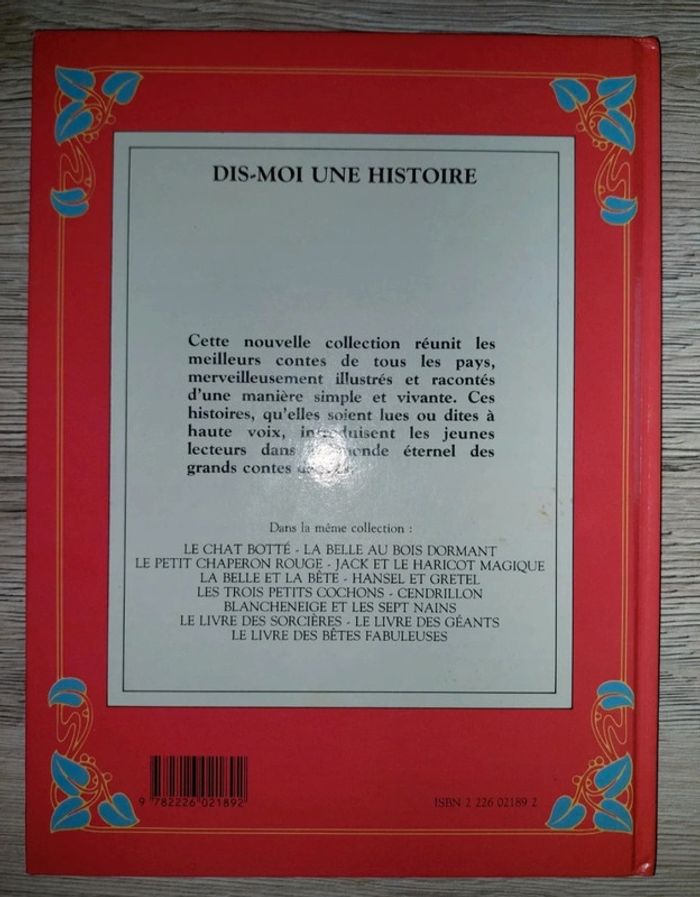 DIS-MOI UNE HISTOIRE
Cette nouvelle collection réunit les
meilleurs contes de tous les pays,
merveilleusement illustrés et racontés
d'une manière simple et vivante. Ces
histoires, qu'elles soient lues ou dites à
haute voix, introduisent les jeunes
lecteurs dans monde éternel des
grands contes
Dans la même collection :
LE CHAT BOTTÉ - LA BELLE AU BOIS DORMANT
LE PETIT CHAPERON ROUGE - JACK ET LE HARICOT MAGIQUE
LA BELLE ET LA BÊTE - HANSEL ET GRETEL
LES TROIS PETITS COCHONS - CENDRILLON
BLANCHENEIGE ET LES SEPT NAINS
LE LIVRE DES SORCIÈRES - LE LIVRE DES GÉANTS
LE LIVRE DES BÊTES FABULEUSES
9 782226 021892
ISBN 2 226 02189 2